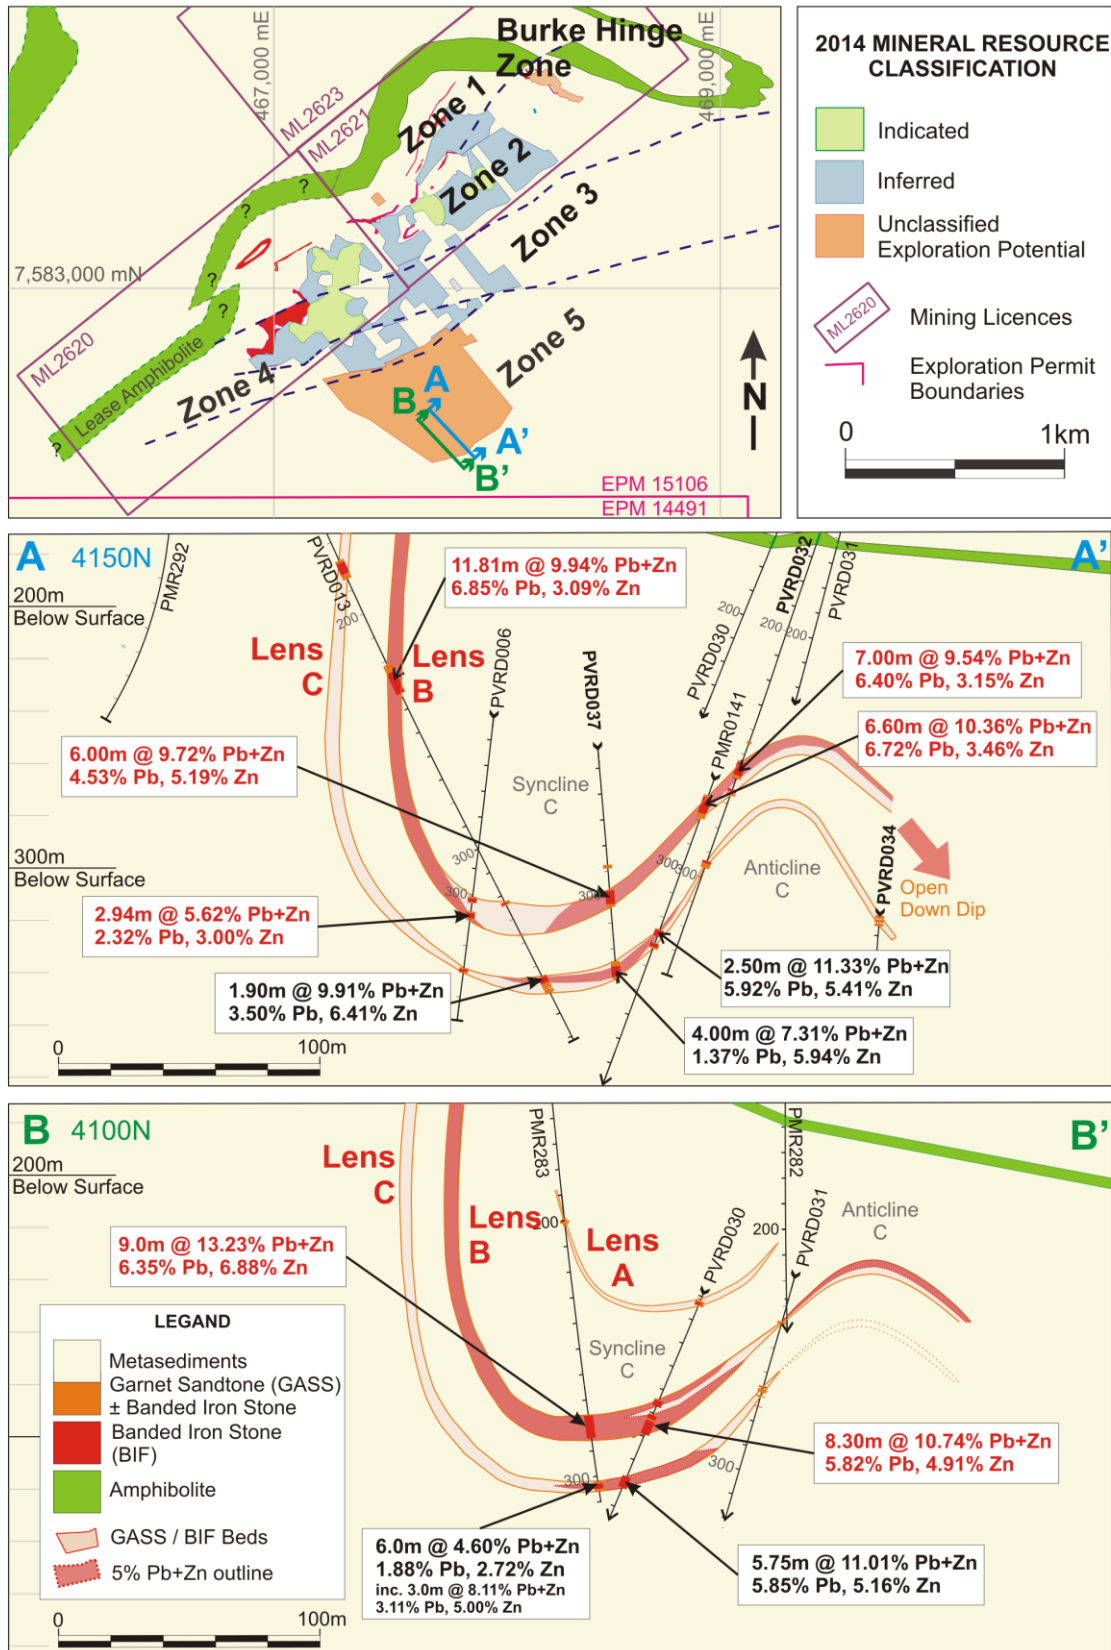 Burke Hinge
Zone
467,000 mE
469,000 mE
ML2623
ML2621
Zone 1
Zone 2
Zone 3
?
?
?
?
?
7,583,000 mN
ML2620
Lease Amphibolite
Zone 4
Zone 5
A
B
A'
B'
N
EPM 15106
EPM 14491
2014 MINERAL RESOURCE
CLASSIFICATION
Indicated
Inferred
Unclassified
Exploration Potential
ML2620
Mining Licences
Exploration Permit
Boundaries
0
1km
A
4150N
A'
PMR292
PVRD013
PVRD032
PVRD031
200m
Below Surface
200
11.81m @ 9.94% Pb+Zn
6.85% Pb, 3.09% Zn
200
200
200
PVRD030
Lens
C
Lens
B
PVRD006
PVRD037
PMR0141
7.00m @ 9.54% Pb+Zn
6.40% Pb, 3.15% Zn
6.60m @ 10.36% Pb+Zn
6.72% Pb, 3.46% Zn
6.00m @ 9.72% Pb+Zn
4.53% Pb, 5.19% Zn
Syncline
C
300m
Below Surface
300
300
300
300
300
Anticline
C
PVRD034
Open
Down Dip
2.94m @ 5.62% Pb+Zn
2.32% Pb, 3.00% Zn
1.90m @ 9.91% Pb+Zn
3.50% Pb, 6.41% Zn
2.50m @ 11.33% Pb+Zn
5.92% Pb, 5.41% Zn
4.00m @ 7.31% Pb+Zn
1.37% Pb, 5.94% Zn
0
100m
B
4100N
B'
PMR283
PMR282
200m
Below Surface
Lens
C
Lens
B
200
Lens
A
PVRD030
200
PVRD031
Anticline
C
9.0m @ 13.23% Pb+Zn
6.35% Pb, 6.88% Zn
Syncline
C
LEGAND
Metasediments
Garnet Sandtone (GASS)
± Banded Iron Stone
Banded Iron Stone
(BIF)
Amphibolite
GASS / BIF Beds
5% Pb+Zn outline
300
300
8.30m @ 10.74% Pb+Zn
5.82% Pb, 4.91% Zn
6.0m @ 4.60% Pb+Zn
1.88% Pb, 2.72% Zn
inc. 3.0m @ 8.11% Pb+Zn
3.11% Pb, 5.00% Zn
5.75m @ 11.01% Pb+Zn
5.85% Pb, 5.16% Zn
0
100m